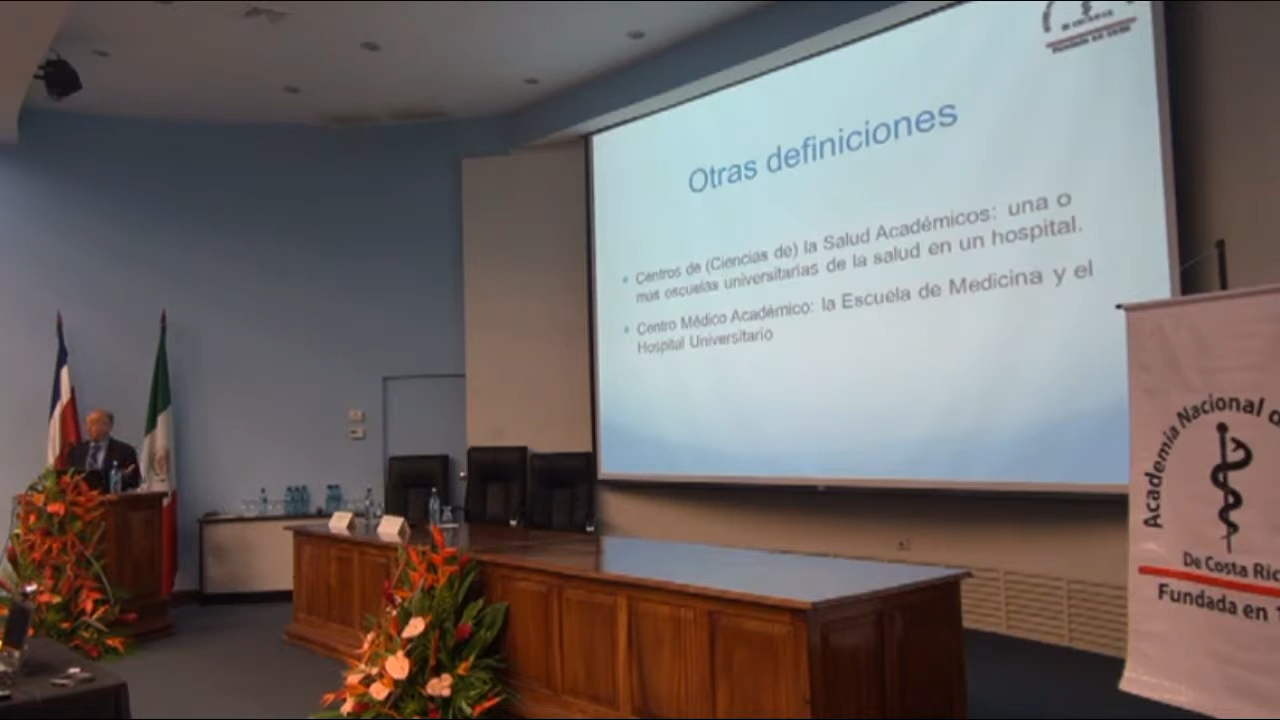 Otras definiciones
Centros de (Ciencias de) la Salud Académicos: una o
mas escuelas universitarias de la salud en un hospital.
Centro Médico Académico: la Escuela de Medicina y el
Hospital Universitario
Academia Nacional d
De Costa Ric
Fundada en 1